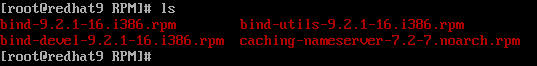 [root@redhat9 RPM]# ls
bind-9.2.1-16.i386.rpm bind-utils-9.2.1-16.i386.rpm
bind-devel-9.2.1-16.i386.rpm caching-nameserver-7.2-7.noarch.rpm
[root@redhat9 RPM]#